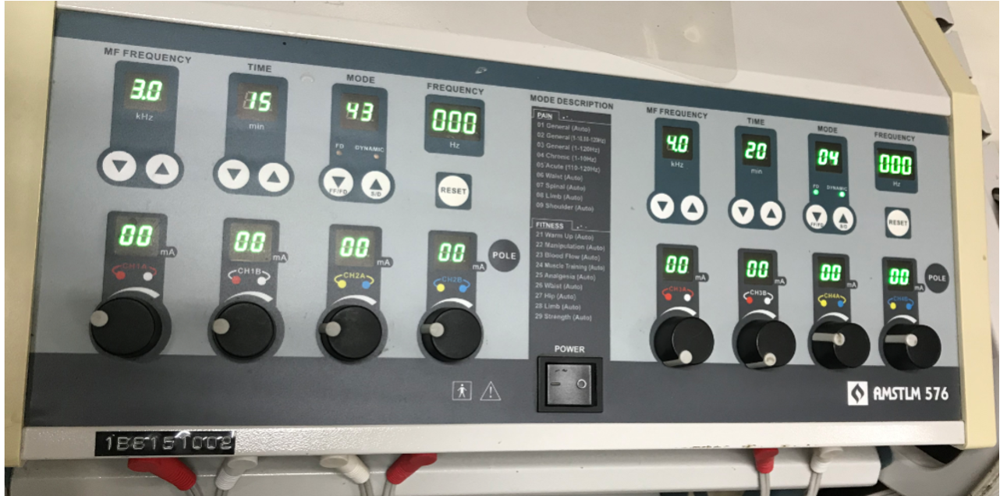 MF FREQUENCY
3.0
kHz
TIME
15
min
MODE
43
FD DYNAMIC
FF/FD S/D
FREQUENCY
000
Hz
RESET
00 mA
CH1A
00 mA
CH1B
00 mA
CH2A
00 mA
CH2B
POLE
MODE DESCRIPTION
PAIN
01 General (Auto)
02 General (1-10.80-120Hz)
03 General (1-120Hz)
04 Chronic (1-10Hz)
05 Acute (110-120Hz)
06 Waist (Auto)
07 Spinal (Auto)
08 Limb (Auto)
09 Shoulder (Auto)
FITNESS
21 Warm Up (Auto)
22 Manipulation (Auto)
23 Blood Flow (Auto)
24 Muscle Training (Auto)
25 Analgesia (Auto)
26 Waist (Auto)
27 Hip (Auto)
28 Limb (Auto)
29 Strength (Auto)
POWER
MF FREQUENCY
4.0
kHz
TIME
20
min
MODE
04
FD DYNAMIC
FF/FD S/D
FREQUENCY
000
Hz
RESET
00 mA
CH3A
00 mA
CH3B
00 mA
CH4A
00 mA
CH4B
POLE
AMSTLM 576
1B6151002